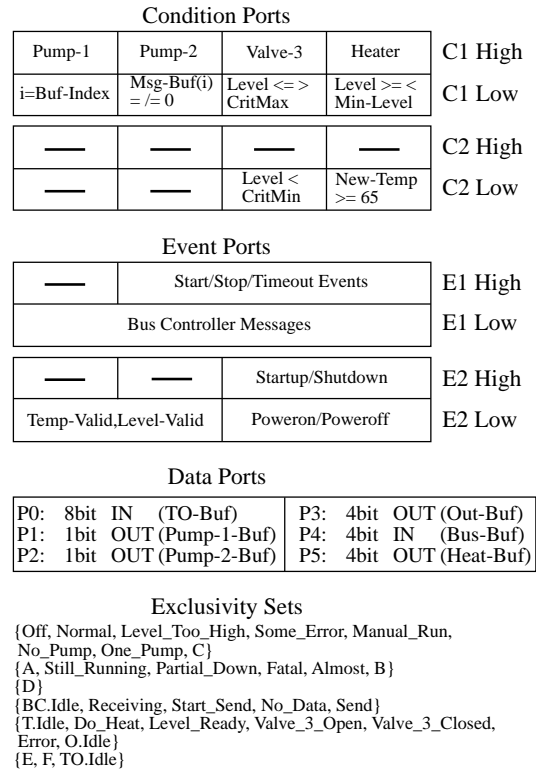 Condition Ports
Pump-1 Pump-2 Valve-3 Heater C1 High
i=Buf-Index Msg-Buf(i) = /= 0 Level <= > CritMax Level >= < Min-Level C1 Low
C2 High
Level < CritMin New-Temp >= 65 C2 Low
Event Ports
Start/Stop/Timeout Events E1 High
Bus Controller Messages E1 Low
Startup/Shutdown E2 High
Temp-Valid,Level-Valid Poweron/Poweroff E2 Low
Data Ports
P0: 8bit IN (TO-Buf) P3: 4bit OUT (Out-Buf)
P1: 1bit OUT (Pump-1-Buf) P4: 4bit IN (Bus-Buf)
P2: 1bit OUT (Pump-2-Buf) P5: 4bit OUT (Heat-Buf)
Exclusivity Sets
{Off, Normal, Level_Too_High, Some_Error, Manual_Run,
No_Pump, One_Pump, C}
{A, Still_Running, Partial_Down, Fatal, Almost, B}
{D}
{BC.Idle, Receiving, Start_Send, No_Data, Send}
{T.Idle, Do_Heat, Level_Ready, Valve_3_Open, Valve_3_Closed,
Error, O.Idle}
{E, F, TO.Idle}